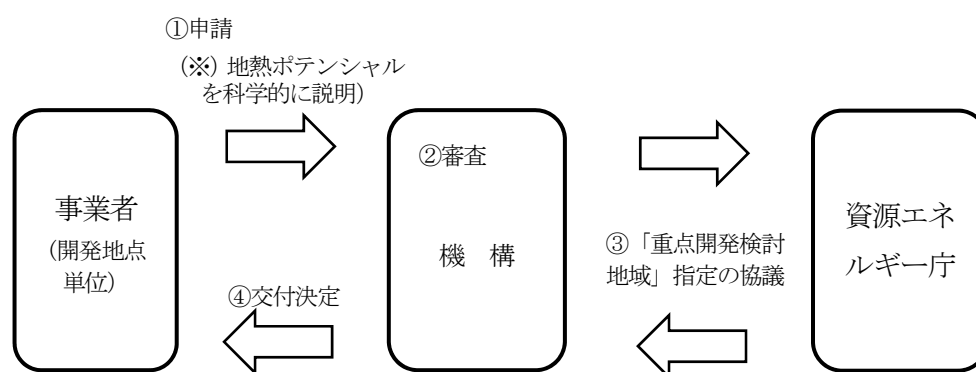 ①申請
(※) 地熱ポテンシャル
を科学的に説明)
事業者
(開発地点
単位)
②審査
機 構
③「重点開発検討
地域」指定の協議
④交付決定
資源エネ
ルギー庁